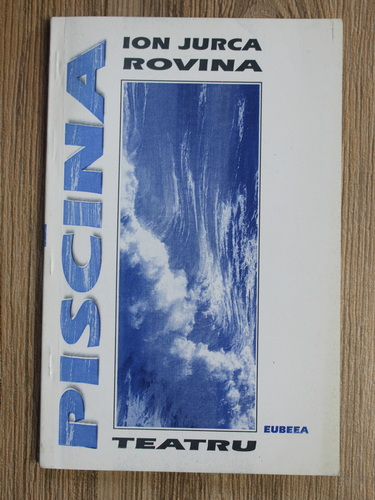 ION JURCA
ROVINA
PISCINA
EUBEEA
TEATRU